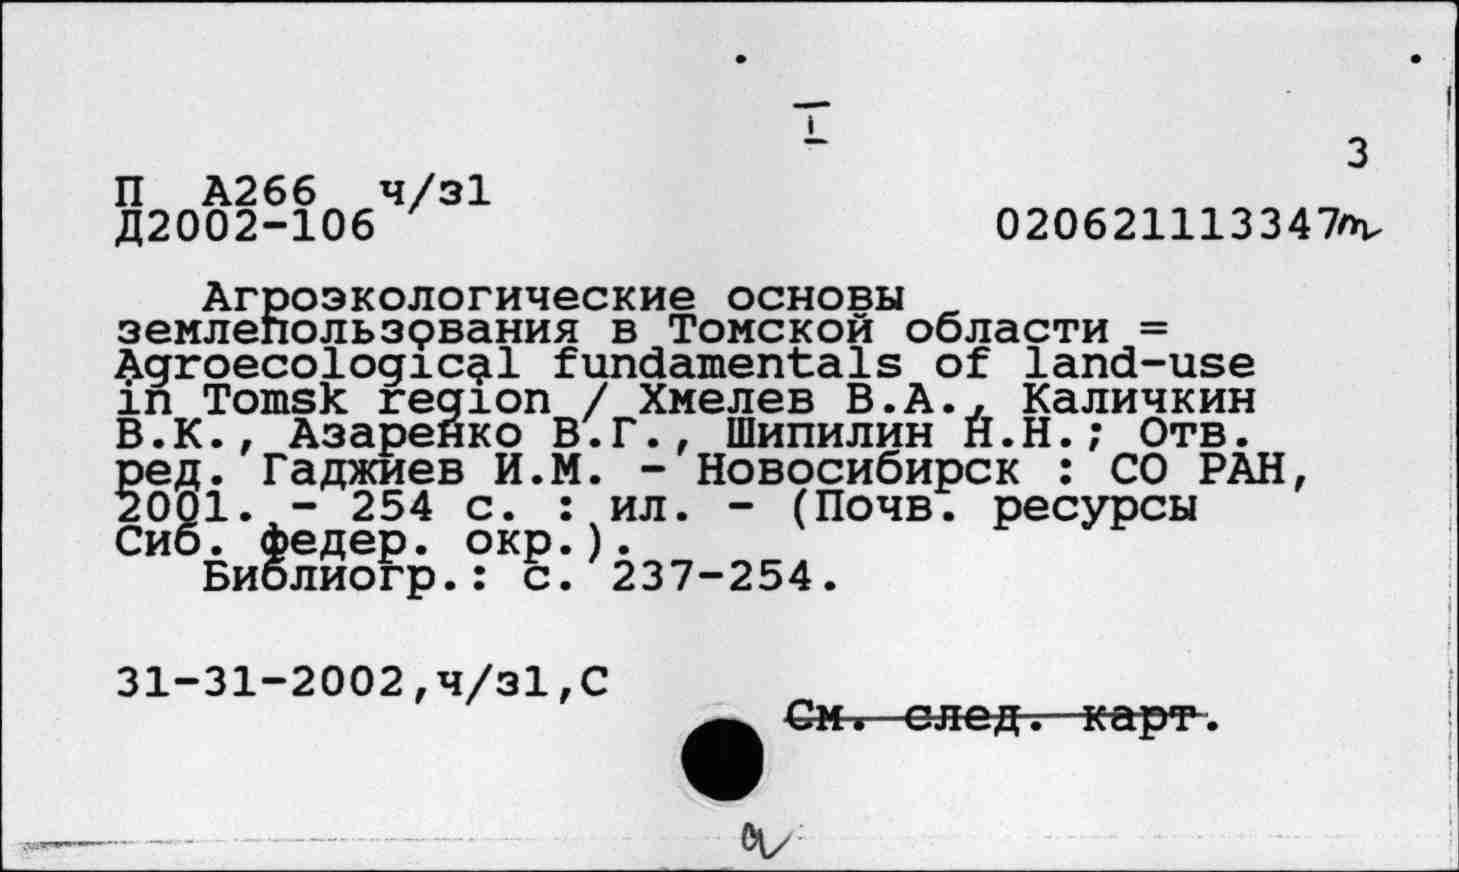 I
3
П А266 ч/з1
Д2002-106
020621113347
Агроэкологические основы
землепользования в Томской области =
Agroecological fundamentals of land-use
in Tomsk region / Хмелев В.А., Каличкин
В.К., Азаренко В.Г., Шипилин Н.Н.; Отв.
ред. Гаджиев И.М. - Новосибирск : СО РАН,
2001. - 254 с. : ил. - (Почв. ресурсы
Сиб. федер. окр.).
Библиогр.: с. 237-254.
31-31-2002,ч/з1,С
См. след. карт.